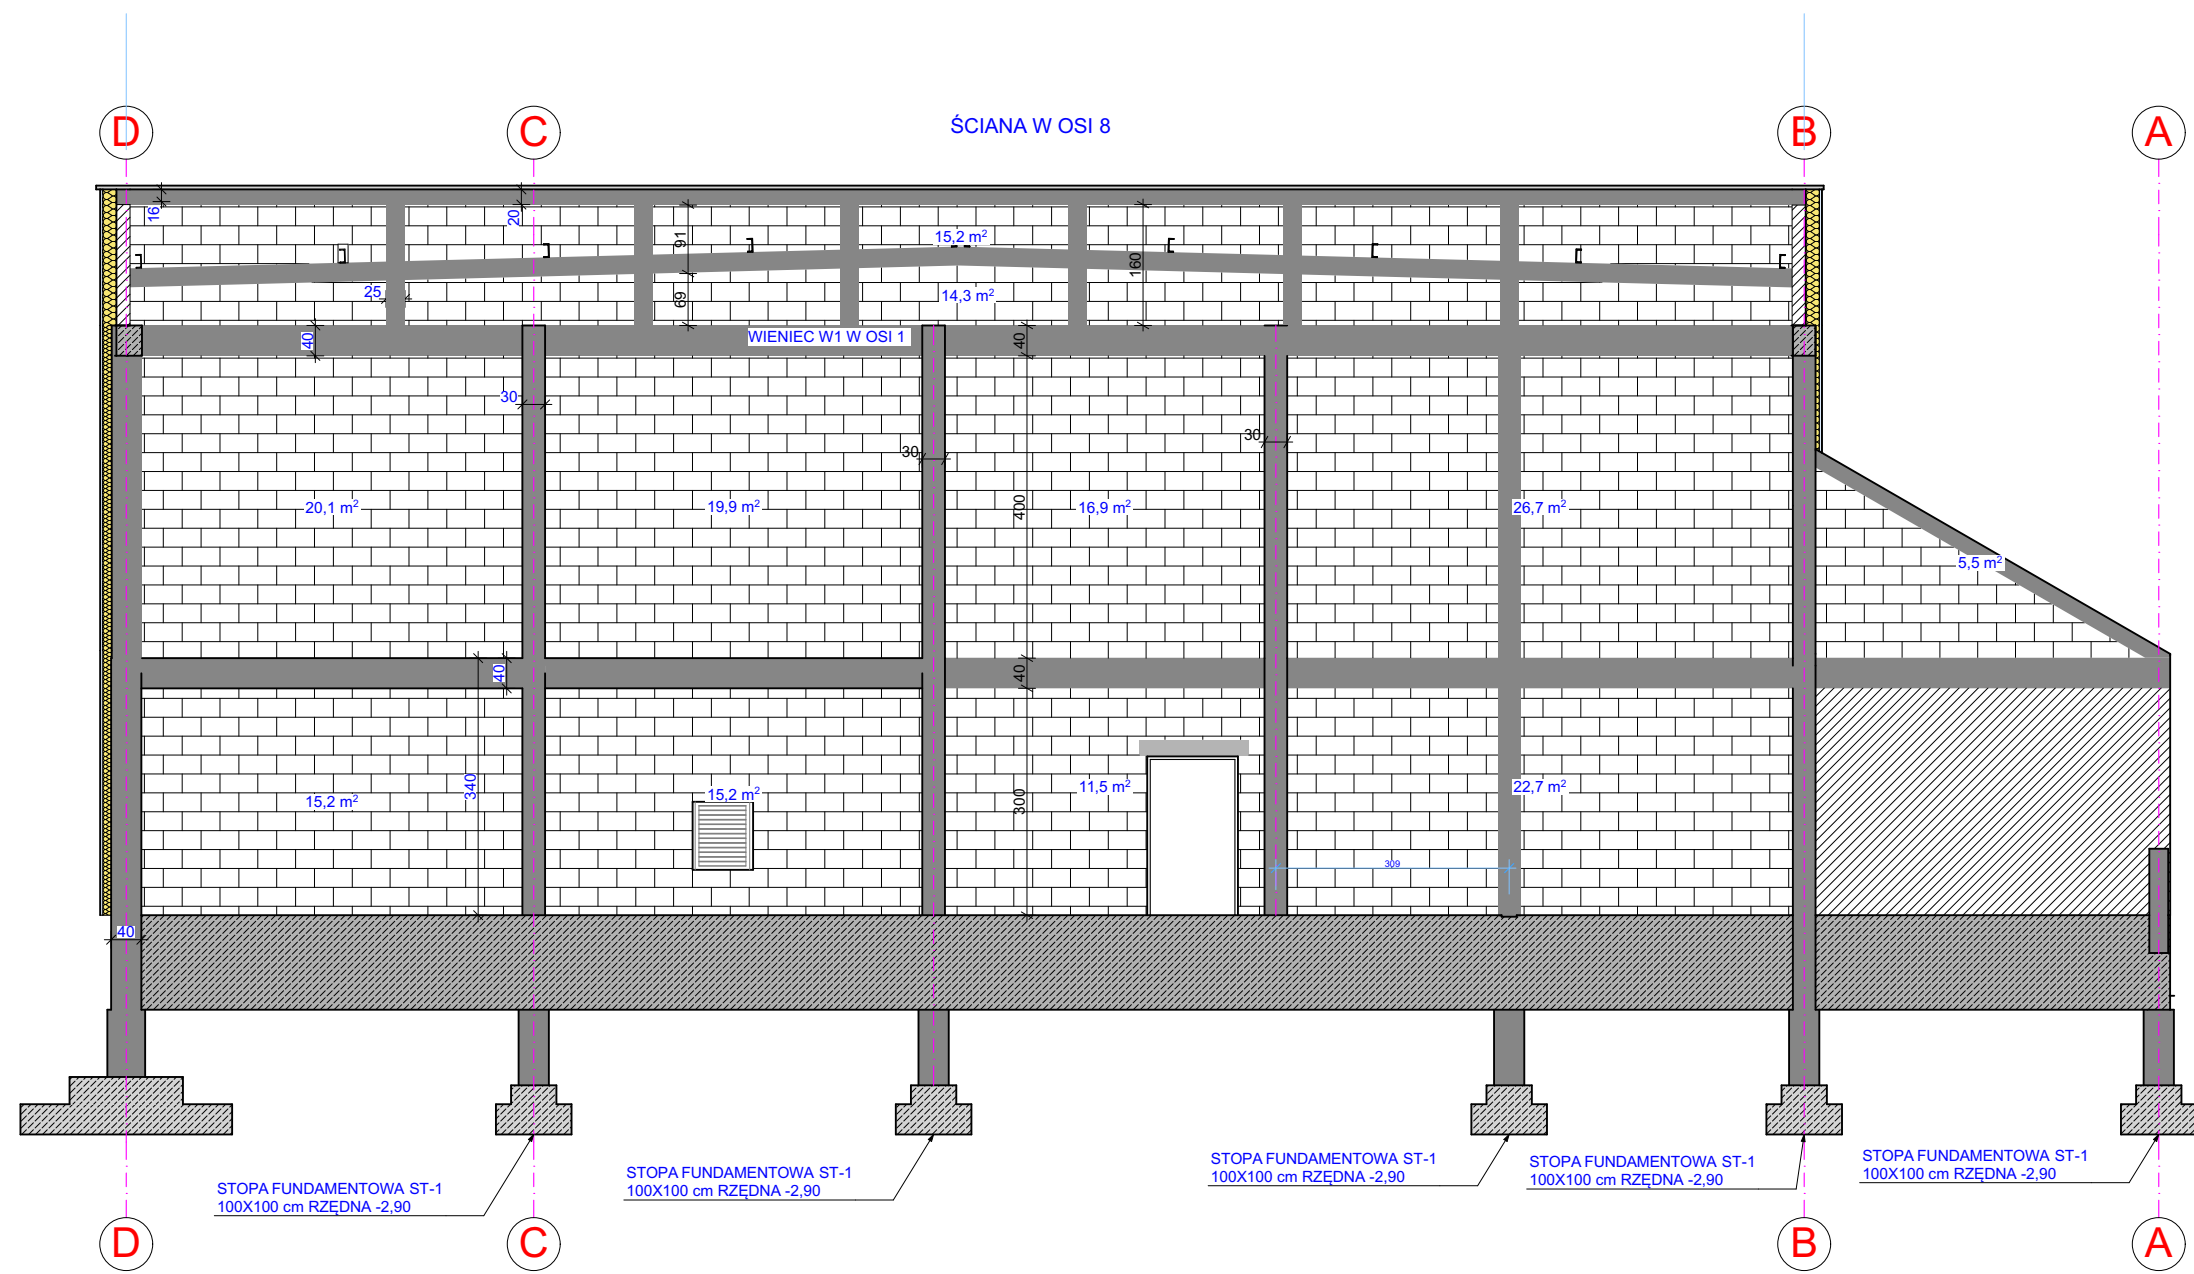 D
C
ŚCIANA W OSI 8
B
A
16
20
91
15,2 m²
160
25
69
14,3 m²
40
WIENIEC W1 W OSI 1
40
30
30
30
20,1 m²
19,9 m²
400
16,9 m²
26,7 m²
5,5 m²
40
40
340
15,2 m²
15,2 m²
300
11,5 m²
22,7 m²
309
40
STOPA FUNDAMENTOWA ST-1
100X100 cm RZĘDNA -2,90
STOPA FUNDAMENTOWA ST-1
100X100 cm RZĘDNA -2,90
STOPA FUNDAMENTOWA ST-1
100X100 cm RZĘDNA -2,90
STOPA FUNDAMENTOWA ST-1
100X100 cm RZĘDNA -2,90
STOPA FUNDAMENTOWA ST-1
100X100 cm RZĘDNA -2,90
D
C
B
A